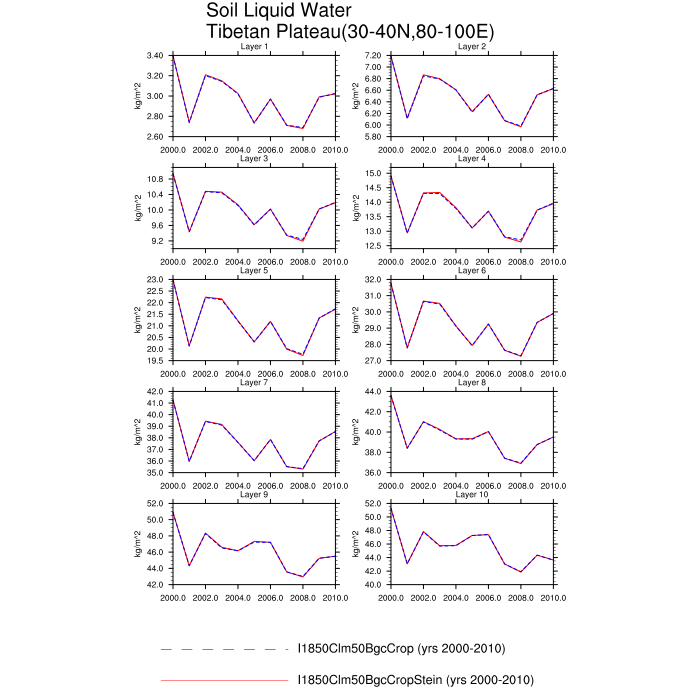 Soil Liquid Water
Tibetan Plateau(30-40N,80-100E)
Layer 1
3.40
3.20
3.00
2.80
2.60
kg/m^2
2000.0 2002.0 2004.0 2006.0 2008.0 2010.0
Layer 2
7.20
6.80
6.60
6.40
6.20
6.00
5.80
kg/m^2
2000.0 2002.0 2004.0 2006.0 2008.0 2010.0
Layer 3
10.8
10.4
10.0
9.6
9.2
kg/m^2
2000.0 2002.0 2004.0 2006.0 2008.0 2010.0
Layer 4
15.0
14.5
14.0
13.5
13.0
12.5
kg/m^2
2000.0 2002.0 2004.0 2006.0 2008.0 2010.0
Layer 5
23.0
22.5
22.0
21.5
21.0
20.5
20.0
19.5
kg/m^2
2000.0 2002.0 2004.0 2006.0 2008.0 2010.0
Layer 6
32.0
31.0
30.0
29.0
28.0
27.0
kg/m^2
2000.0 2002.0 2004.0 2006.0 2008.0 2010.0
Layer 7
42.0
41.0
40.0
39.0
38.0
37.0
36.0
35.0
kg/m^2
2000.0 2002.0 2004.0 2006.0 2008.0 2010.0
Layer 8
44.0
42.0
40.0
38.0
36.0
kg/m^2
2000.0 2002.0 2004.0 2006.0 2008.0 2010.0
Layer 9
52.0
50.0
48.0
46.0
44.0
42.0
kg/m^2
2000.0 2002.0 2004.0 2006.0 2008.0 2010.0
Layer 10
52.0
50.0
48.0
46.0
44.0
42.0
40.0
kg/m^2
2000.0 2002.0 2004.0 2006.0 2008.0 2010.0
I1850Clm50BgcCrop (yrs 2000-2010)
I1850Clm50BgcCropStein (yrs 2000-2010)